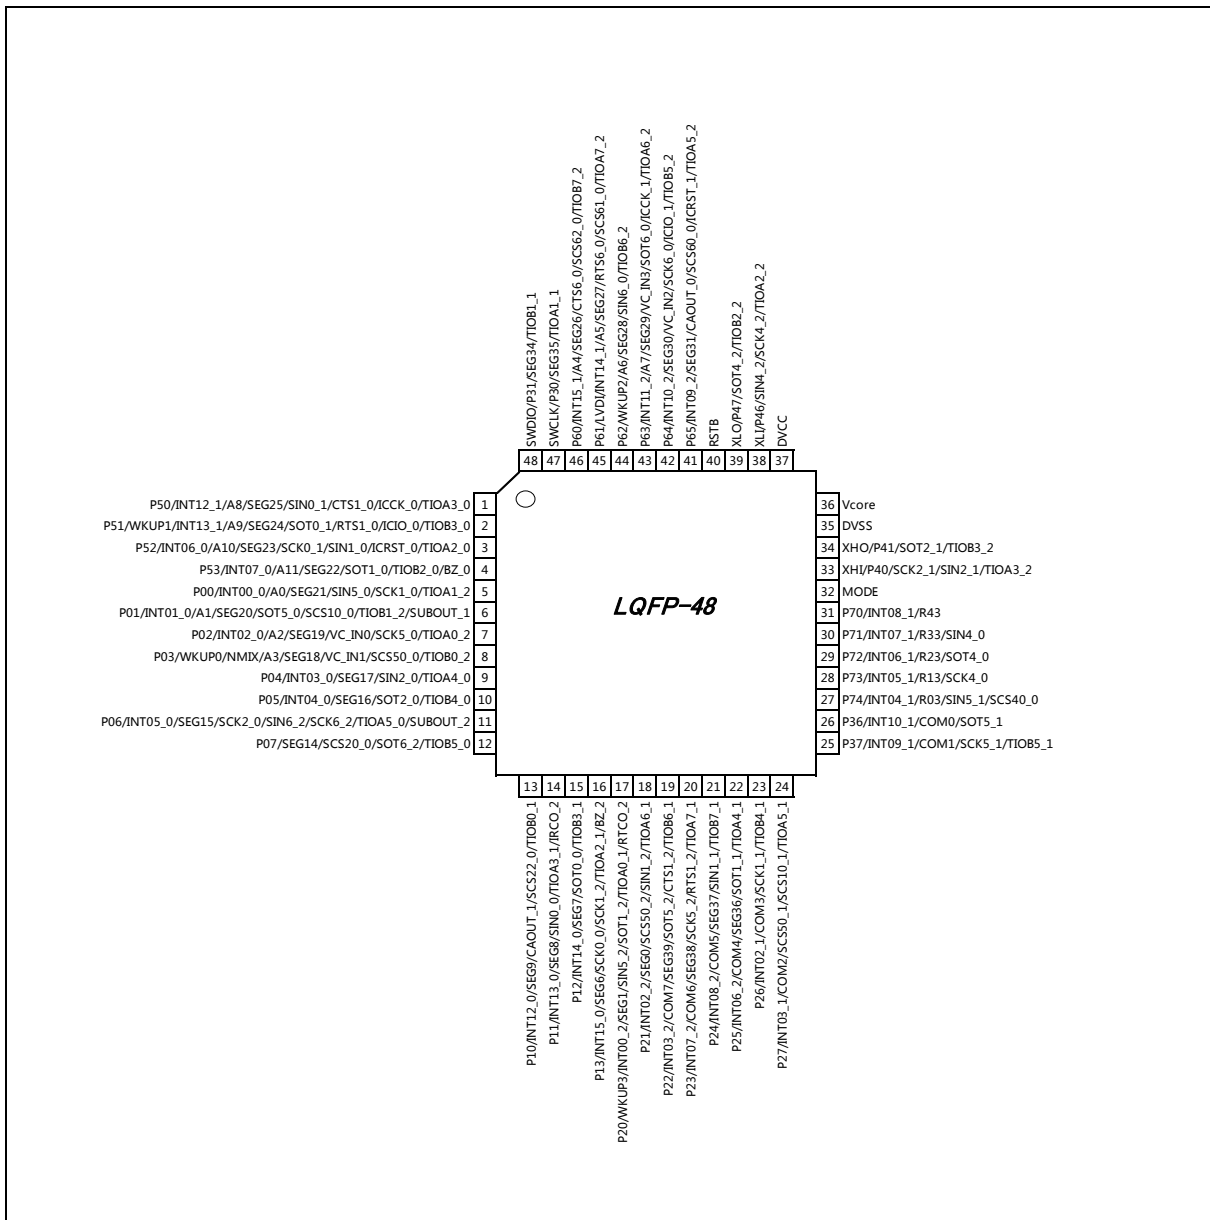 SWDIO/P31/SEG34/TIOB1_1
SWCLK/P30/SEG35/TIOA1_1
P60/INT15_1/A4/SEG26/CTS6_0/SCS62_0/TIOB7_2
P61/LVDI/INT14_1/A5/SEG27/RTS6_0/SCS61_0/TIOA7_2
P62/WKUP2/A6/SEG28/SIN6_0/TIOB6_2
P63/INT11_2/A7/SEG29/VC_IN3/SOT6_0/ICCK_1/TIOA6_2
P64/INT10_2/SEG30/VC_IN2/SCK6_0/ICIO_1/TIOB5_2
P65/INT09_2/SEG31/CAOUT_0/SCS60_0/ICRST_1/TIOA5_2
RSTB
XLO/P47/SOT4_2/TIOB2_2
XLI/P46/SIN4_2/SCK4_2/TIOA2_2
DVCC
48 47 46 45 44 43 42 41 40 39 38 37
P50/INT12_1/A8/SEG25/SIN0_1/CTS1_0/ICCK_0/TIOA3_0 1
P51/WKUP1/INT13_1/A9/SEG24/SOT0_1/RTS1_0/ICIO_0/TIOB3_0 2
P52/INT06_0/A10/SEG23/SCK0_1/SIN1_0/ICRST_0/TIOA2_0 3
P53/INT07_0/A11/SEG22/SOT1_0/TIOB2_0/BZ_0 4
P00/INT00_0/A0/SEG21/SIN5_0/SCK1_0/TIOA1_2 5
P01/INT01_0/A1/SEG20/SOT5_0/SCS10_0/TIOB1_2/SUBOUT_1 6
P02/INT02_0/A2/SEG19/VC_IN0/SCK5_0/TIOA0_2 7
P03/WKUP0/NMIX/A3/SEG18/VC_IN1/SCS50_0/TIOB0_2 8
P04/INT03_0/SEG17/SIN2_0/TIOA4_0 9
P05/INT04_0/SEG16/SOT2_0/TIOB4_0 10
P06/INT05_0/SEG15/SCK2_0/SIN6_2/SCK6_2/TIOA5_0/SUBOUT_2 11
P07/SEG14/SCS20_0/SOT6_2/TIOB5_0 12
LQFP-48
36 Vcore
35 DVSS
34 XHO/P41/SOT2_1/TIOB3_2
33 XHI/P40/SCK2_1/SIN2_1/TIOA3_2
32 MODE
31 P70/INT08_1/R43
30 P71/INT07_1/R33/SIN4_0
29 P72/INT06_1/R23/SOT4_0
28 P73/INT05_1/R13/SCK4_0
27 P74/INT04_1/R03/SIN5_1/SCS40_0
26 P36/INT10_1/COM0/SOT5_1
25 P37/INT09_1/COM1/SCK5_1/TIOB5_1
13 14 15 16 17 18 19 20 21 22 23 24
P10/INT12_0/SEG9/CAOUT_1/SCS22_0/TIOB0_1
P11/INT13_0/SEG8/SIN0_0/TIOA3_1/IRCO_2
P12/INT14_0/SEG7/SOT0_0/TIOB3_1
P13/INT15_0/SEG6/SCK0_0/SCK1_2/TIOA2_1/BZ_2
P20/WKUP3/INT00_2/SEG1/SIN5_2/SOT1_2/TIOA0_1/RTCO_2
P21/INT02_2/SEG0/SCS50_2/SIN1_2/TIOA6_1
P22/INT03_2/COM7/SEG39/SOT5_2/CTS1_2/TIOB6_1
P23/INT07_2/COM6/SEG38/SCK5_2/RTS1_2/TIOA7_1
P24/INT08_2/COM5/SEG37/SIN1_1/TIOB7_1
P25/INT06_2/COM4/SEG36/SOT1_1/TIOA4_1
P26/INT02_1/COM3/SCK1_1/TIOB4_1
P27/INT03_1/COM2/SCS50_1/SCS10_1/TIOA5_1